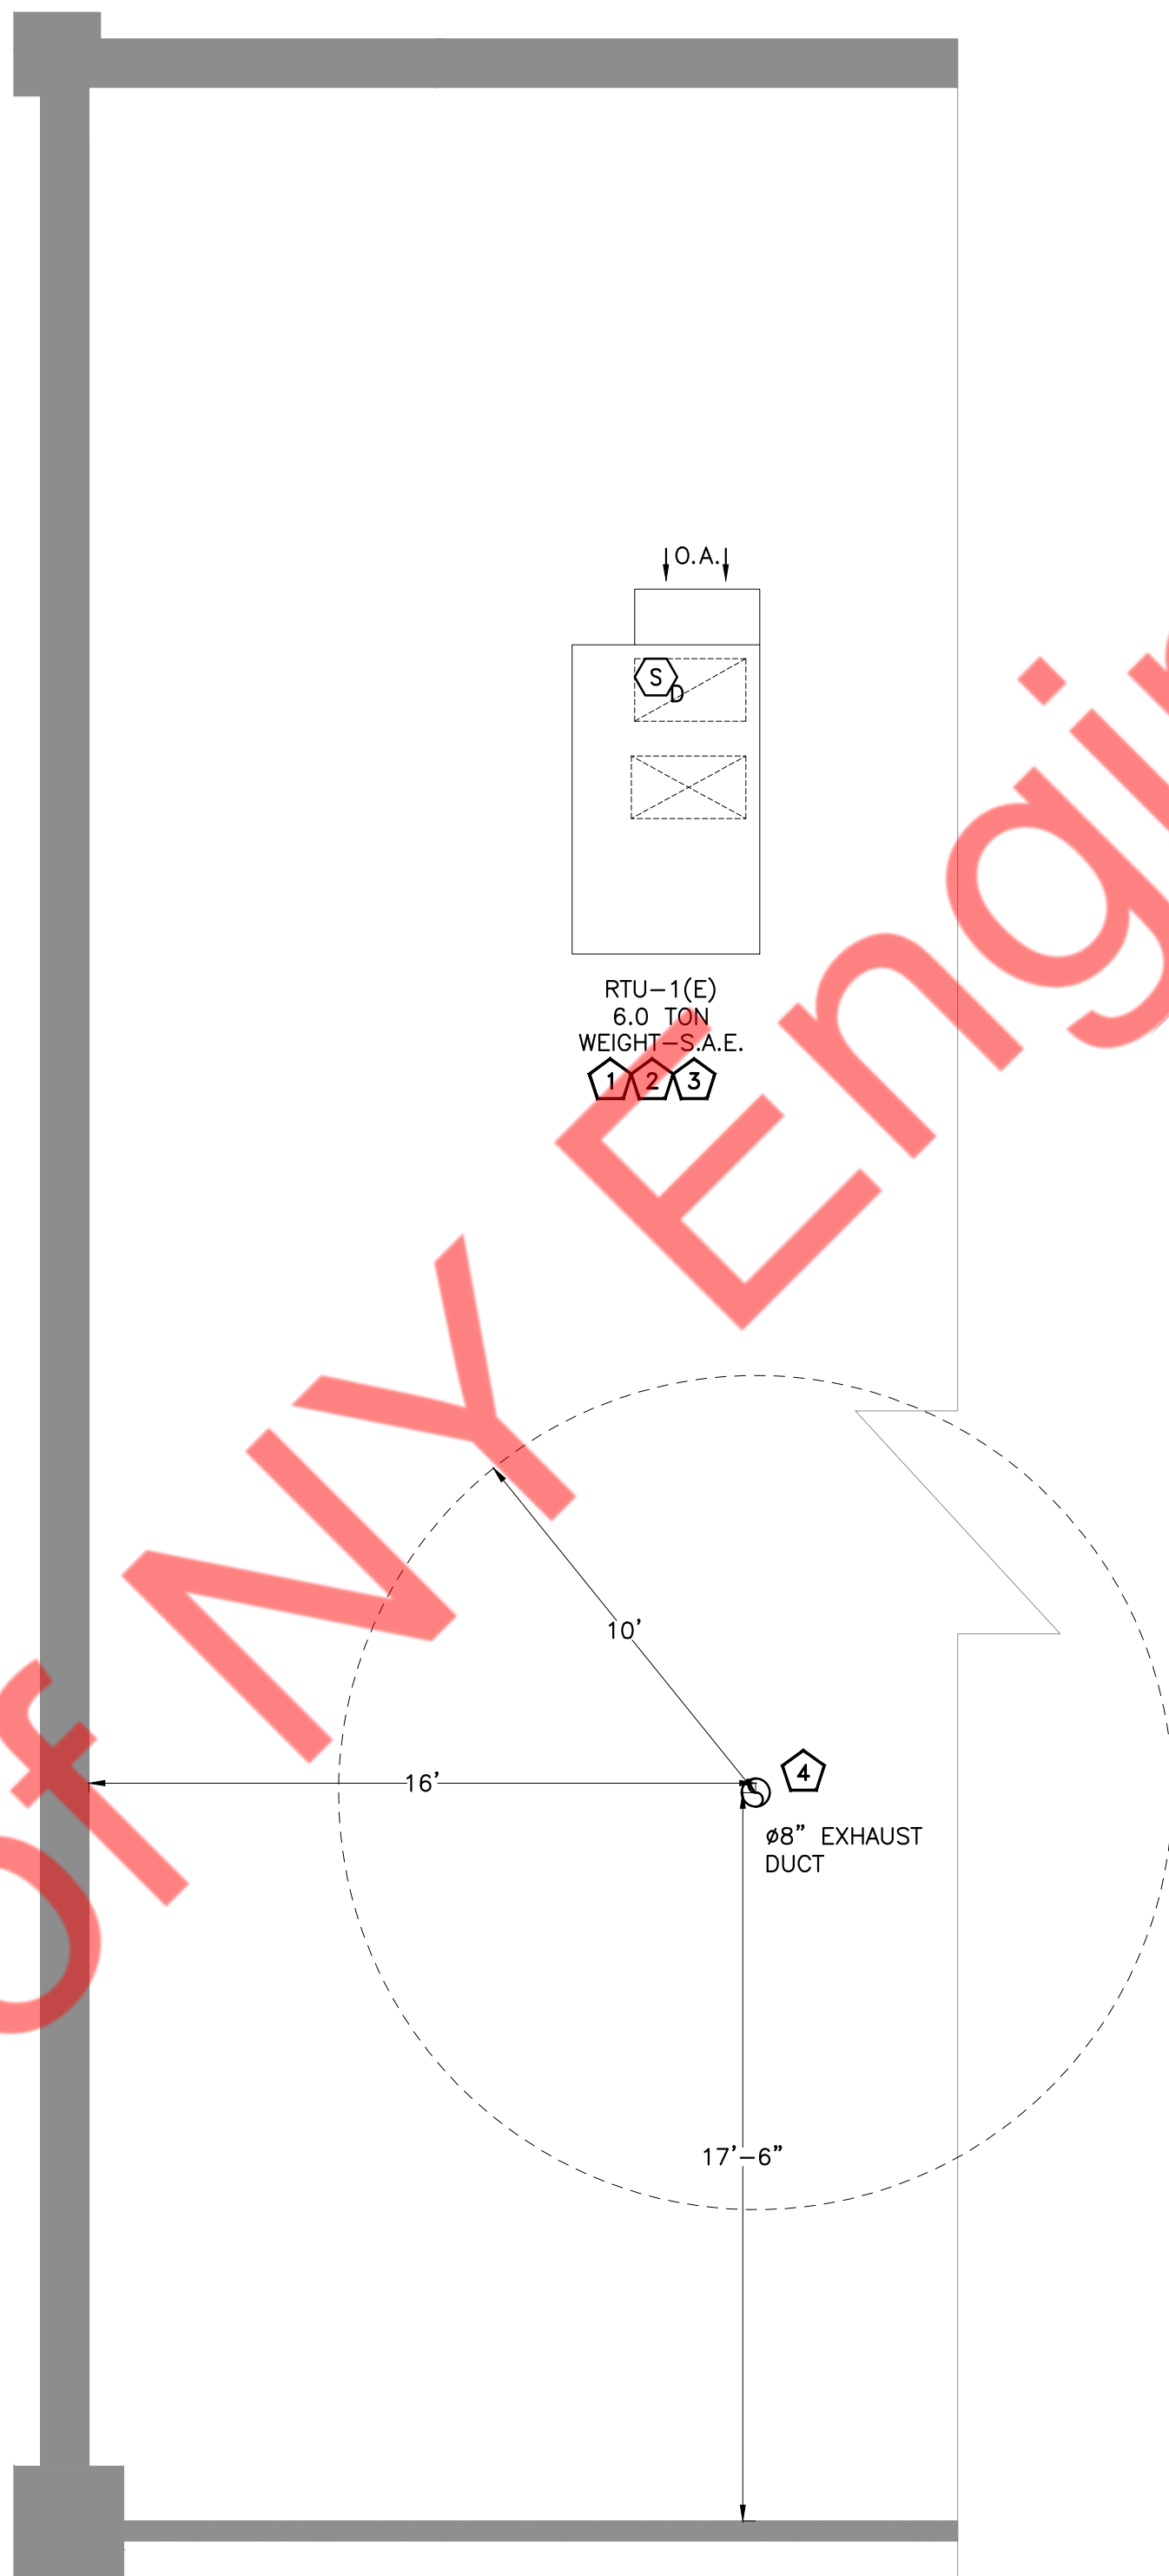 O.A.
S
D
RTU-1(E)
6.0 TON
WEIGHT-S.A.E.
1 2 3
10'
4
16'
ø8" EXHAUST
DUCT
17'-6"
of NY Engin